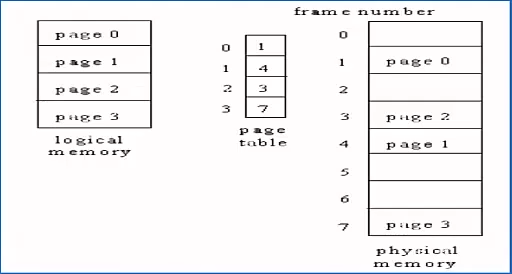 page 0
page 1
page 2
page 3
logical
memory
0 1
1 4
2 3
3 7
page
table
frame number
0
1 page 0
2
3 page 2
4 page 1
5
6
7 page 3
physical
memory